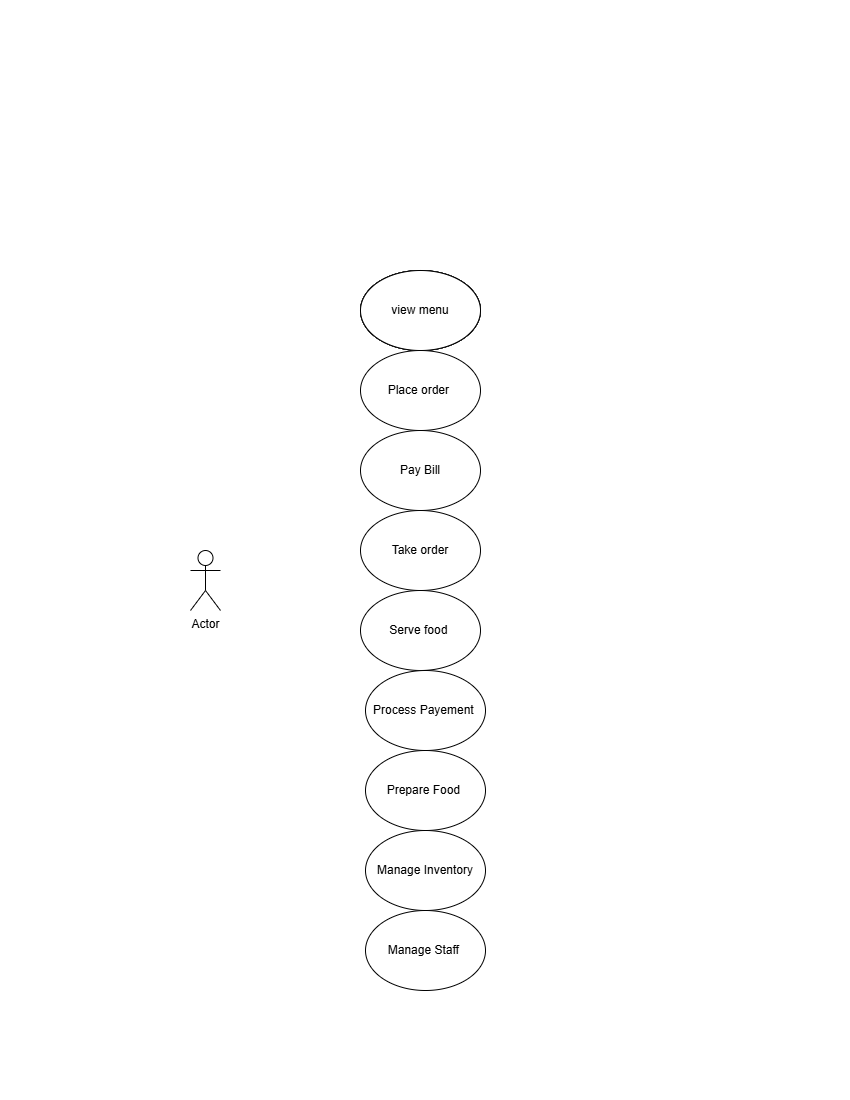 view menu
Place order
Pay Bill
Take order
Actor
Serve food
Process Payement
Prepare Food
Manage Inventory
Manage Staff